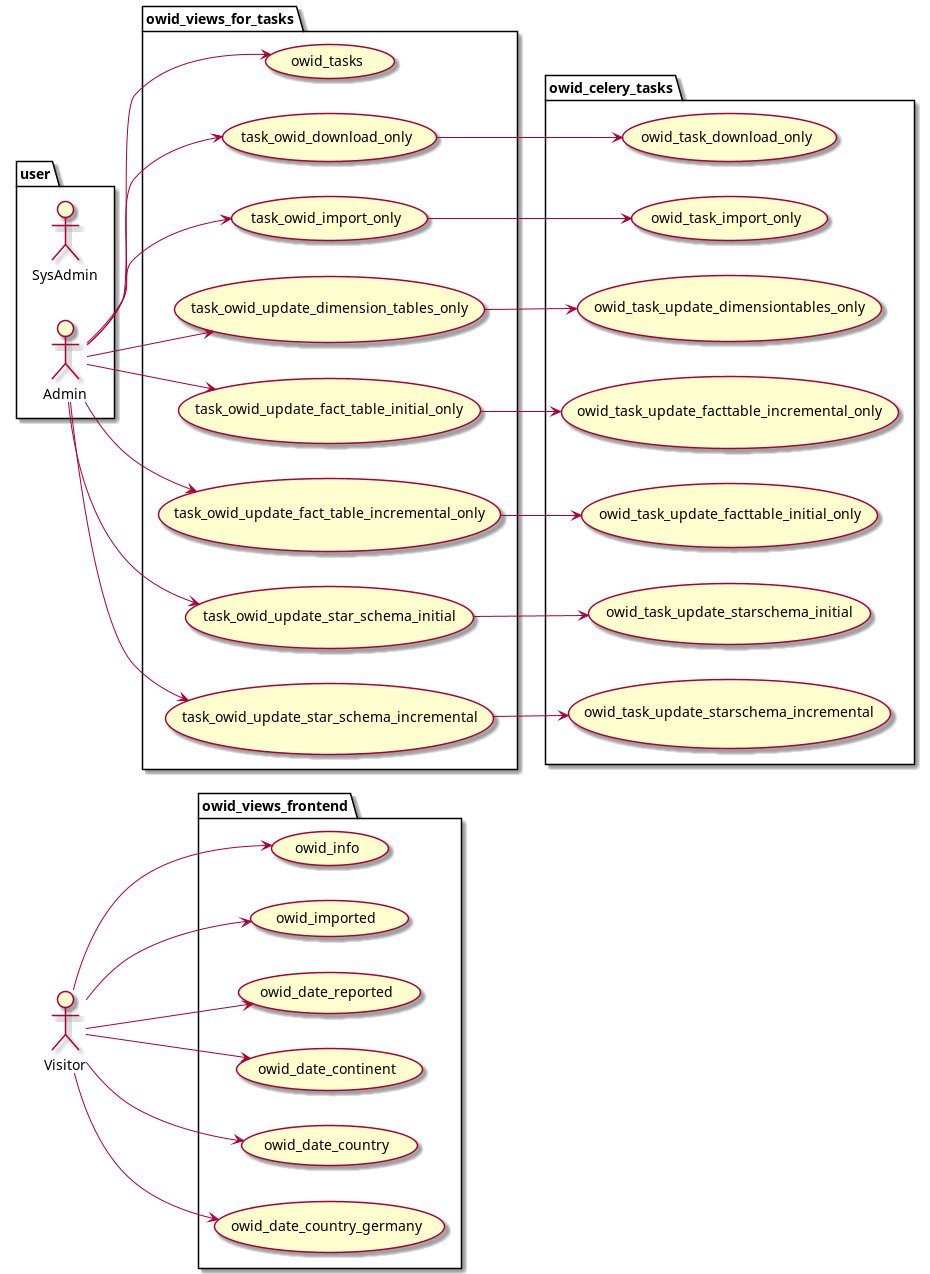 owid_views_for_tasks
owid_tasks
task_owid_download_only
task_owid_import_only
task_owid_update_dimension_tables_only
task_owid_update_fact_table_initial_only
task_owid_update_fact_table_incremental_only
task_owid_update_star_schema_initial
task_owid_update_star_schema_incremental
owid_celery_tasks
owid_task_download_only
owid_task_import_only
owid_task_update_dimensiontables_only
owid_task_update_facttable_incremental_only
owid_task_update_facttable_initial_only
owid_task_update_starschema_initial
owid_task_update_starschema_incremental
user
SysAdmin
Admin
owid_views_frontend
owid_info
owid_imported
owid_date_reported
owid_date_continent
owid_date_country
owid_date_country_germany
Visitor